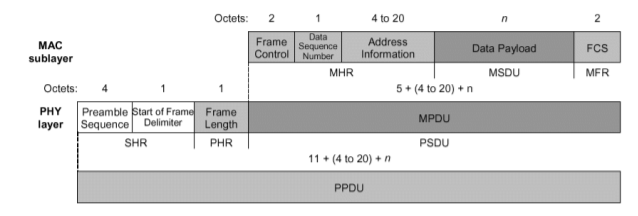 Octets: 2 1 4 to 20 n 2
MAC sublayer
Frame Control
Data Sequence Number
Address Information
Data Payload
FCS
MHR MSDU MFR
Octets: 4 1 1 5 + (4 to 20) + n
PHY layer
Preamble Sequence
Start of Frame Delimiter
Frame Length
MPDU
SHR PHR PSDU
11 + (4 to 20) + n
PPDU